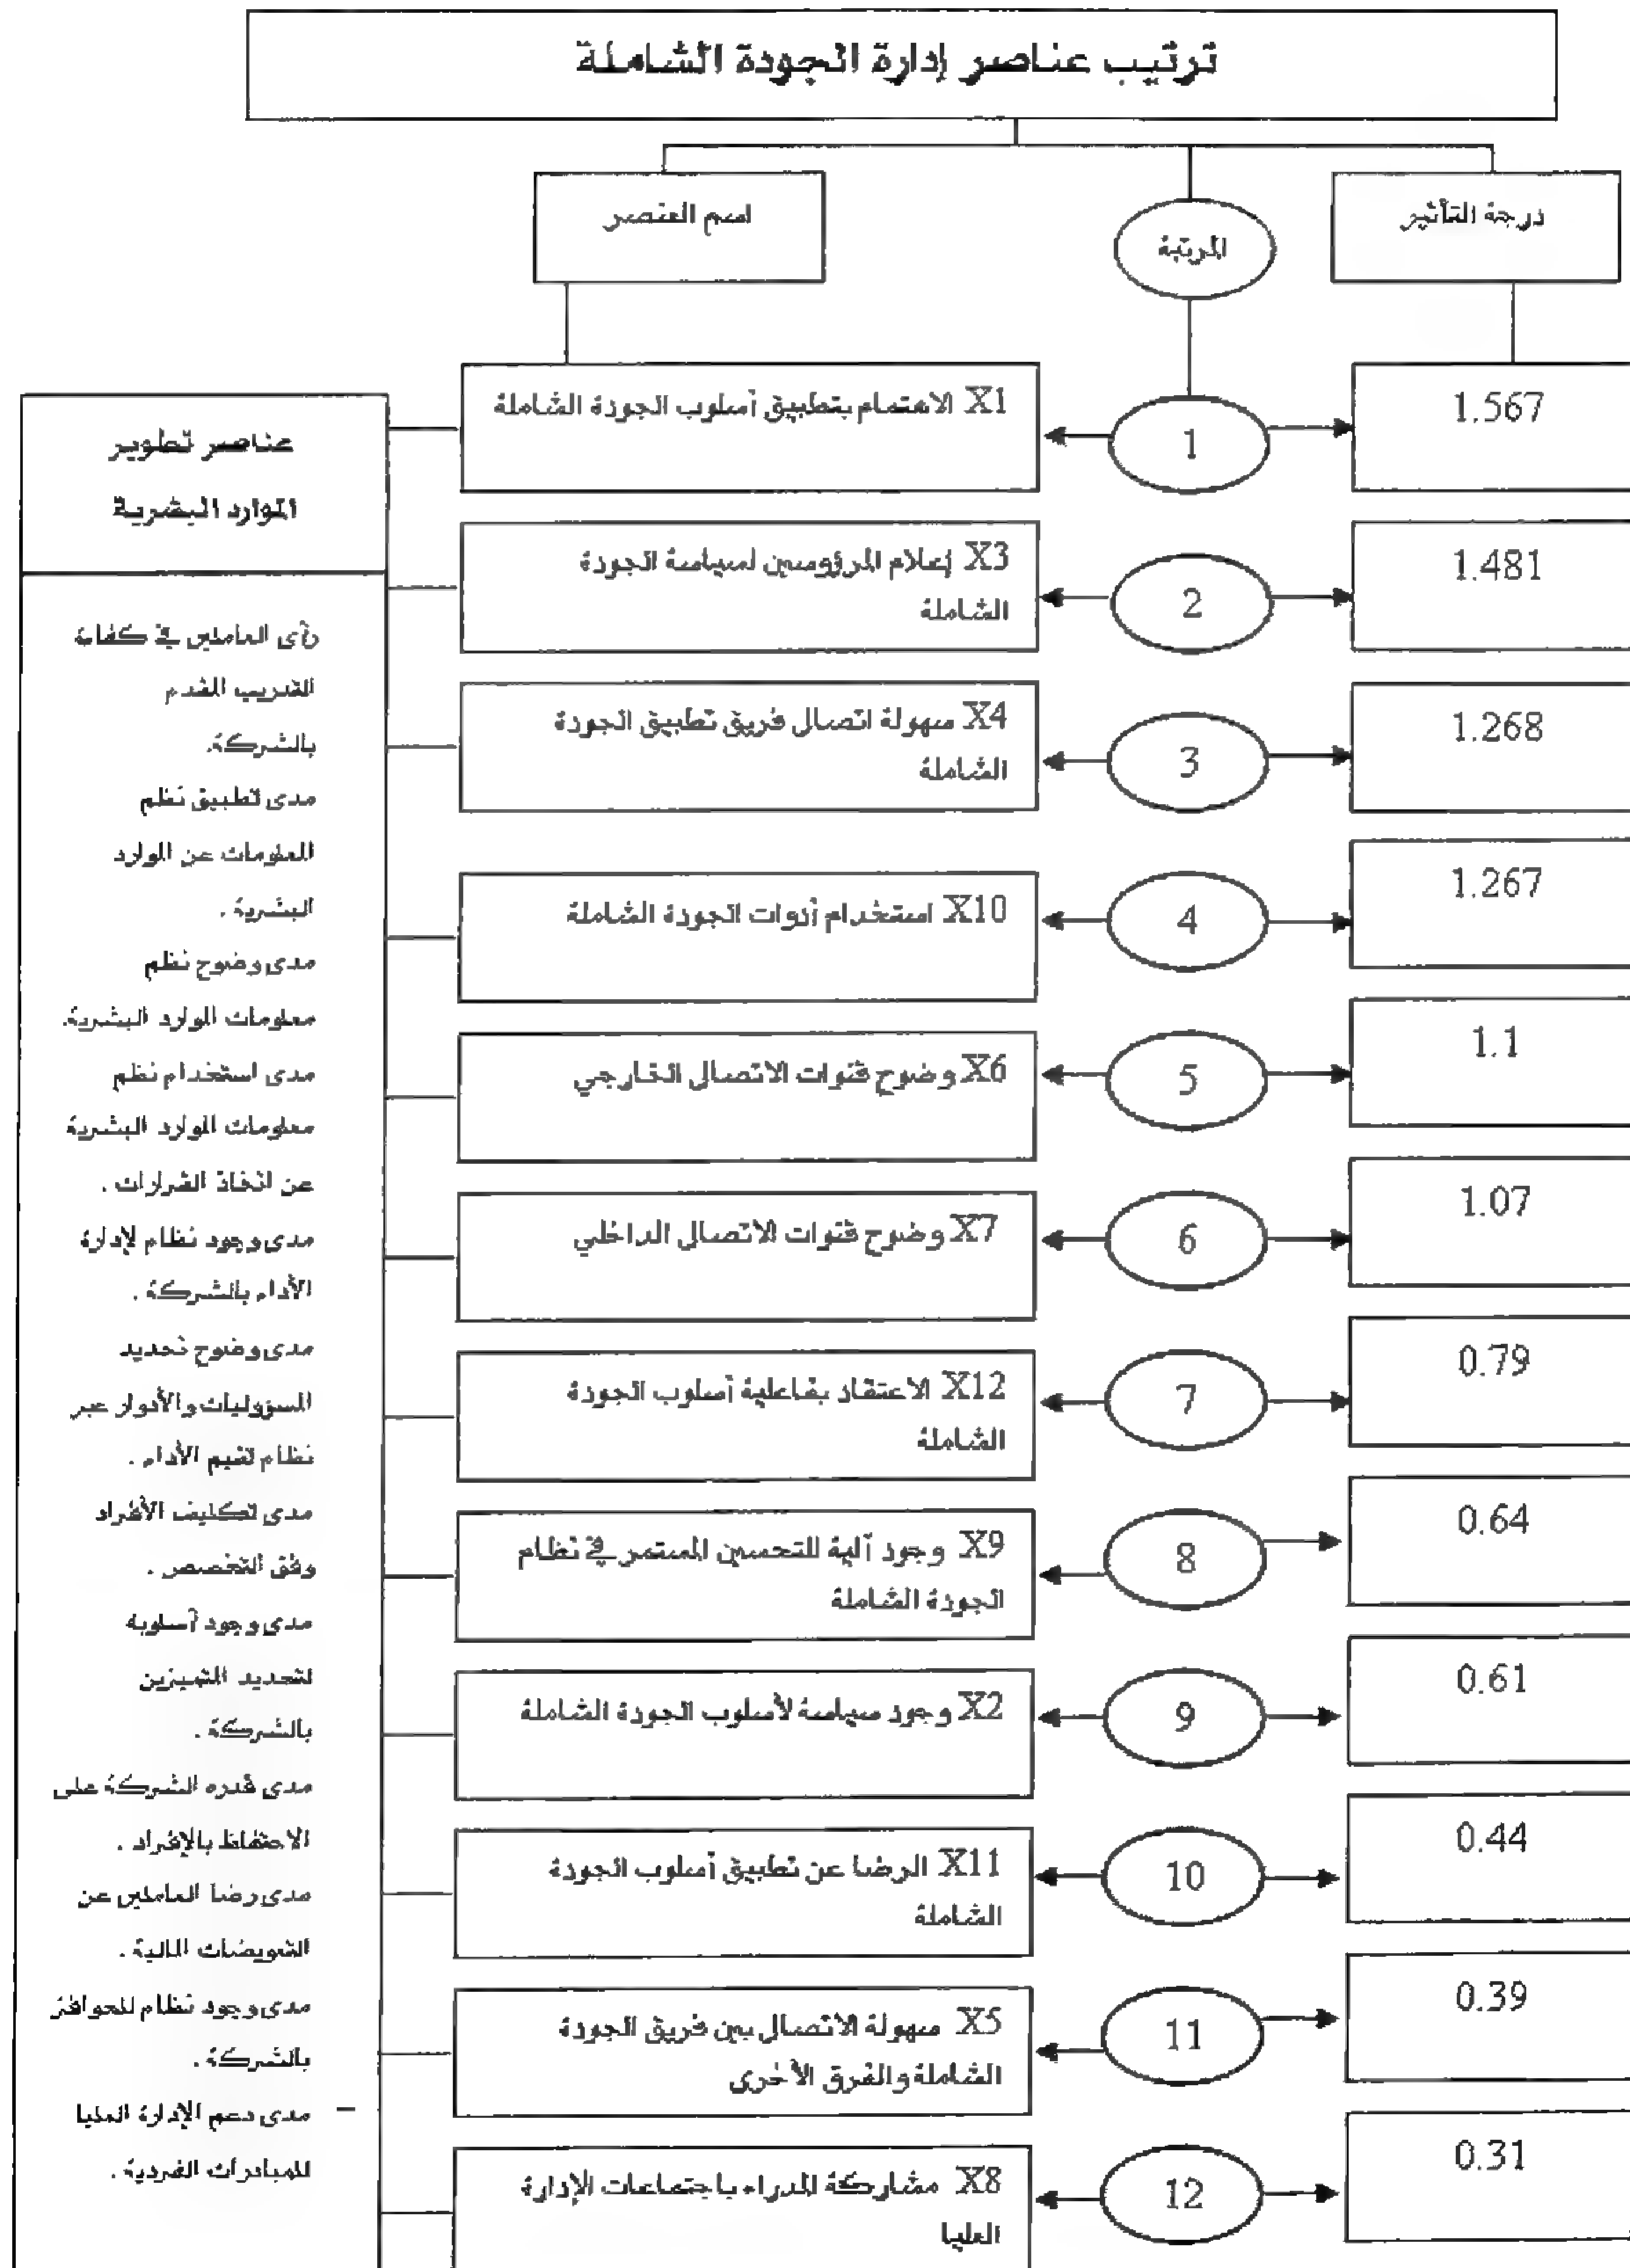 ترتيب عناصر إدارة الجودة الشاملة
درجة التأثير
المرتبة
اسم العنصر
1.567
1
X1 الاهتمام بتطبيق أسلوب الجودة الشاملة
1.481
2
X3 إعلام المرؤوسين لسياسة الجودة
الشاملة
1.268
3
X4 سهولة اتصال فريق تطبيق الجودة
الشاملة
1.267
4
X10 استخدام أدوات الجودة الشاملة
1.1
5
X6 وضوح قنوات الاتصال الخارجي
1.07
6
X7 وضوح قنوات الاتصال الداخلي
0.79
7
X12 الاعتقاد بفاعلية أسلوب الجودة
الشاملة
0.64
8
X9 وجود آلية للتحسين المستمر في نظام
الجودة الشاملة
0.61
9
X2 وجود سياسة لأسلوب الجودة الشاملة
0.44
10
X11 الرضا عن تطبيق أسلوب الجودة
الشاملة
0.39
11
X5 سهولة الاتصال بين فريق الجودة
الشاملة والفرق الأخرى
0.31
12
X8 مشاركة المدراء باجتماعات الإدارة
العليا
عناصر تطوير
الموارد البشرية
رأى العاملين في كفاءة
التدريب المقدم
بالشركة.
مدى تطبيق نظم
المعلومات عن الموارد
البشرية .
مدى وضوح نظم
معلومات الموارد البشرية.
مدى استخدام نظم
معلومات الموارد البشرية
عن اتخاذ القرارات .
مدى وجود نظام لإدارة
الأداء بالشركة .
مدى وضوح تحديد
المسؤوليات والأدوار عبر
نظام تقيم الأداء .
مدى تكليف الأفراد
وفق التخصص .
مدى وجود أسلوبه
لتحديد المتميزين
بالشركة .
مدى قدره الشركة على
الاحتفاظ بالإفراد .
مدى رضا العاملين عن
التعويضات المالية .
مدى وجود نظام للحوافز
بالشركة .
– مدى دعم الإدارة العليا
للمبادرات الفردية .